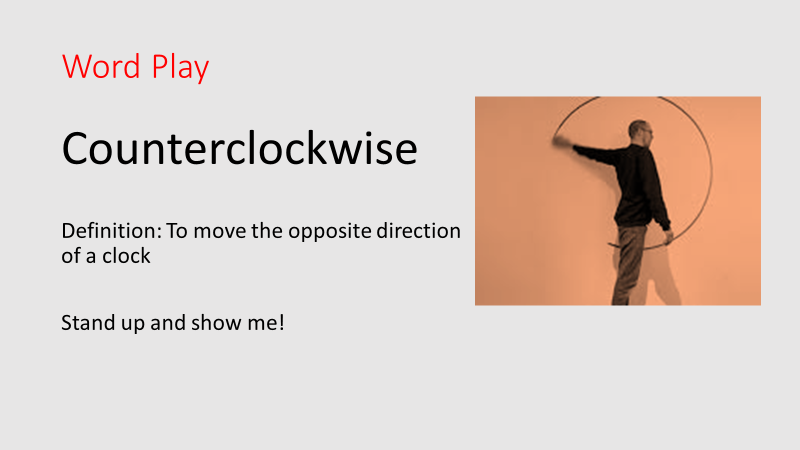 Word Play
Counterclockwise
Definition: To move the opposite direction
of a clock
Stand up and show me!